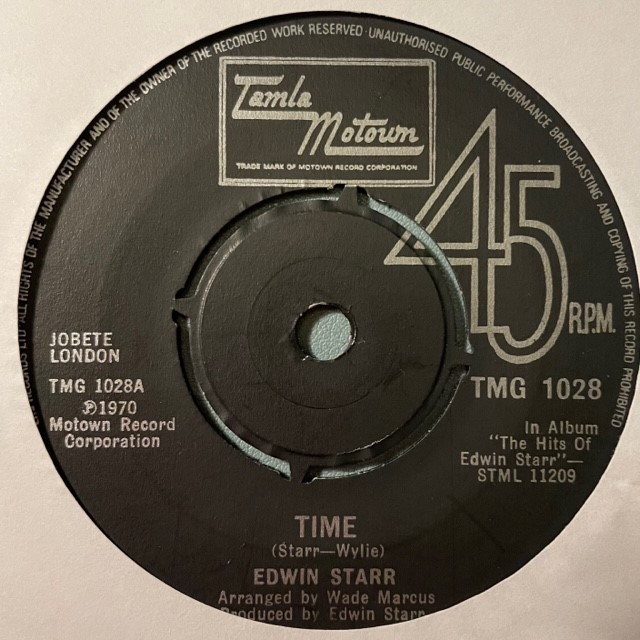 ALL RIGHTS OF THE MANUFACTURER AND OF THE OWNER OF THE RECORDED WORK RESERVED · UNAUTHORISED PUBLIC PERFORMANCE BROADCASTING AND COPYING OF THIS RECORD PROHIBITED
RECORDS LTD
Tamla
Motown
TRADE MARK OF MOTOWN RECORD CORPORATION
45
R.P.M.
JOBETE
LONDON
TMG 1028A
℗1970
Motown Record
Corporation
TMG 1028
In Album
"The Hits Of
Edwin Starr"—
STML 11209
TIME
(Starr—Wylie)
EDWIN STARR
Arranged by Wade Marcus
Produced by Edwin Starr